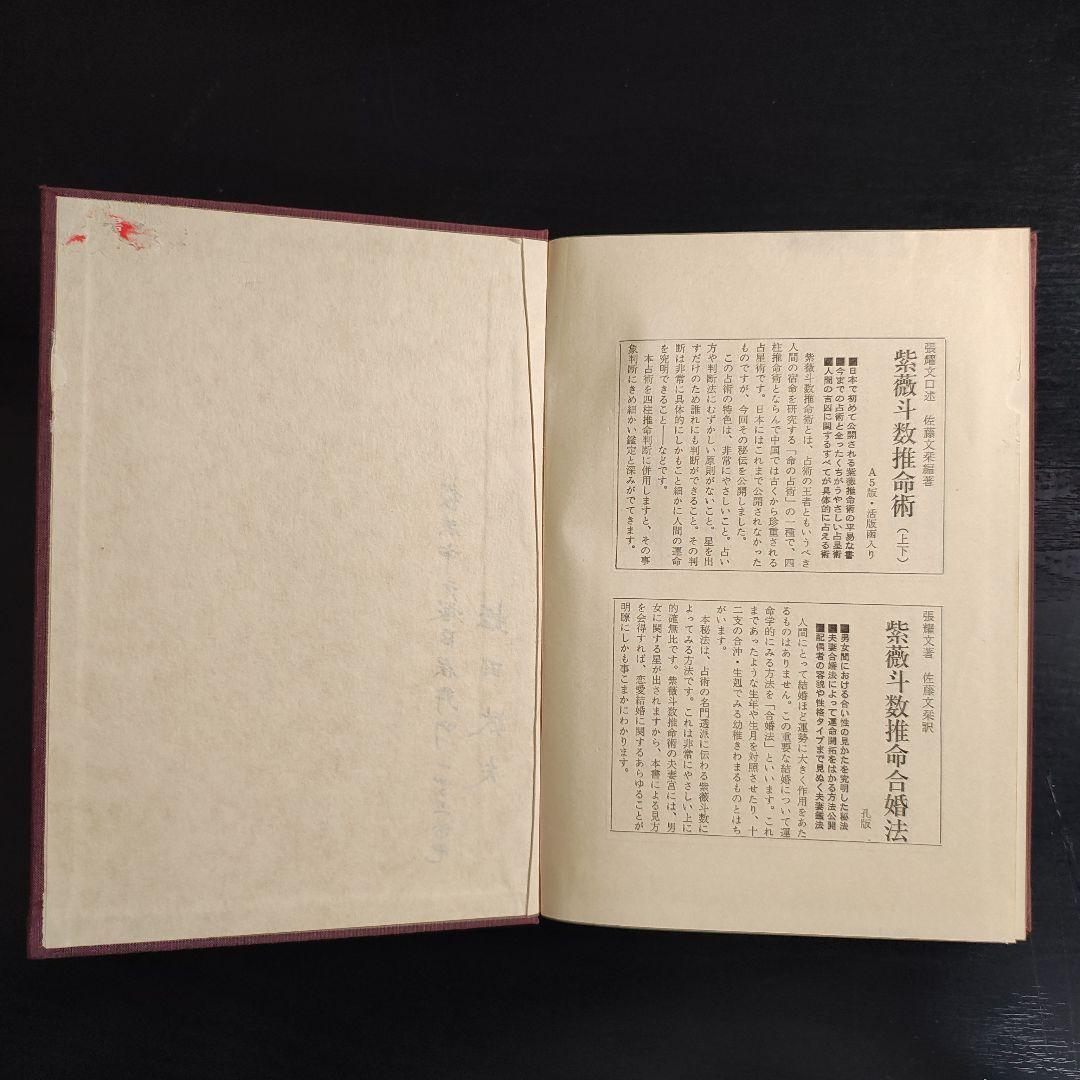 張耀文口述　佐藤文栞編著
紫薇斗数推命術（上下）
A5版・活版函入り
■日本で初めて公開される紫薇推命術の平易な書
■今までの占術と全ったくちがうやさしい占星術
■人間の吉凶に関するすべてが具体的に占える術
紫薇斗数推命術とは、占術の王者ともいうべき
人間の宿命を研究する「命の占術」の一種で、四
柱推命術とならんで中国では古くから珍重される
占星術です。日本にはこれまで公開されなかった
ものですが、今回その秘伝を公開しました。
この占術の特色は、非常にやさしいこと。占い
方や判断法にむずかしい原則がないこと。星を出
すだけのため誰れにも判断ができること。その判
断は非常に具体的にしかもこと細かに人間の運命
を究明できること――などです。
本占術を四柱推命判断に併用しますと、その事
象判断にきめ細かい鑑定と深みがでてきます。
張耀文著　佐藤文栞訳
紫薇斗数推命合婚法
孔版
■男女間における合い性の見かたを究明した秘法
■夫妻合婚法によって運命開拓をはかる方法公開
■配偶者の容貌や性格タイプまで見ぬく夫妻鑑法
人間にとって結婚ほど運勢に大きく作用をあた
るものはありません。この重要な結婚について運
命学的にみる方法を「合婚法」といいます。これ
まであったような生年や生月を対照させたり、十
二支の合沖・生剋でみる幼稚きわまるものとはち
がいます。
本秘法は、占術の名門透派に伝わる紫薇斗数に
よってみる方法です。これは非常にやさしい上に
的確無比です。紫薇斗数推命術の夫妻宮には、男
女に関する星が出されますから、本書による見方
を会得すれば、恋愛結婚に関するあらゆることが
明瞭にしかも事こまかにわかります。